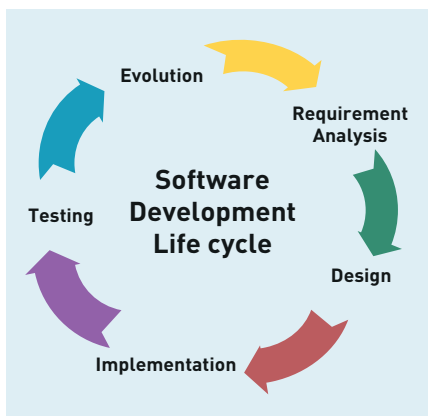 Evolution
Requirement
Analysis
Software
Development
Life cycle
Testing
Design
Implementation